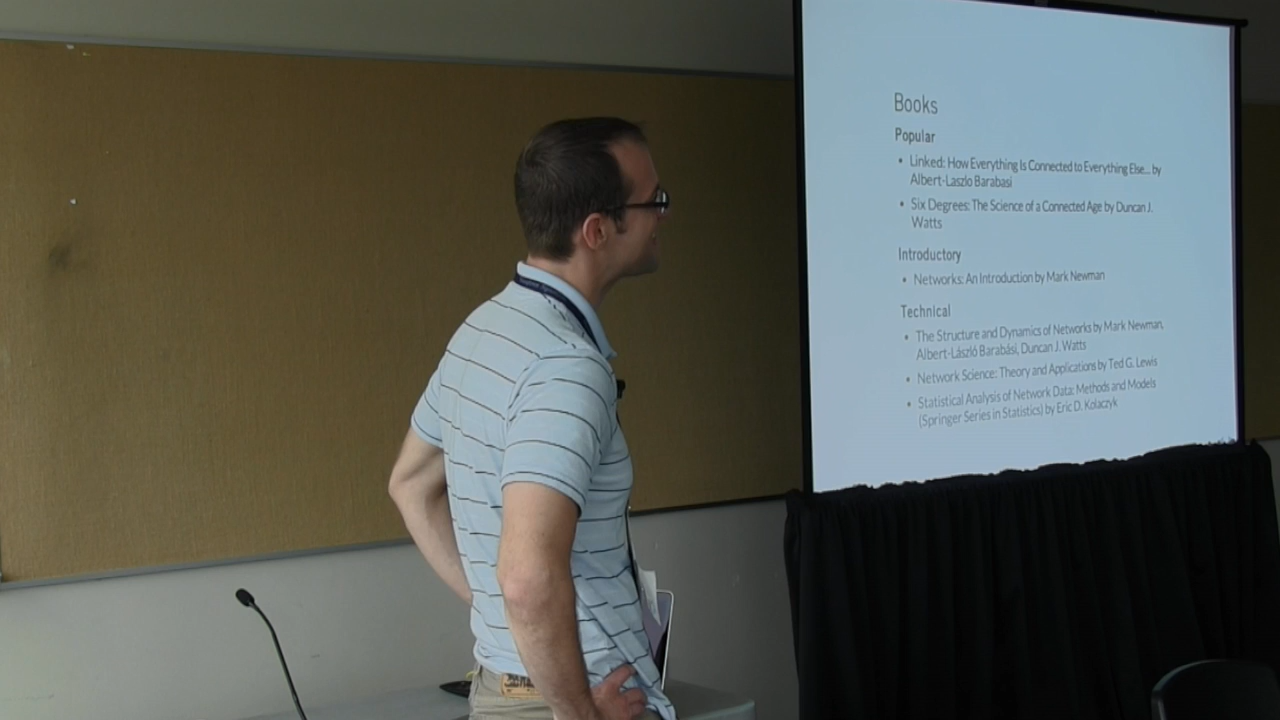 Books
Popular
• Linked: How Everything Is Connected to Everything Else... by
Albert-Laszlo Barabasi
• Six Degrees: The Science of a Connected Age by Duncan J.
Watts
Introductory
• Networks: An Introduction by Mark Newman
Technical
• The Structure and Dynamics of Networks by Mark Newman,
Albert-László Barabási, Duncan J. Watts
• Network Science: Theory and Applications by Ted G. Lewis
• Statistical Analysis of Network Data: Methods and Models
(Springer Series in Statistics) by Eric D. Kolaczyk